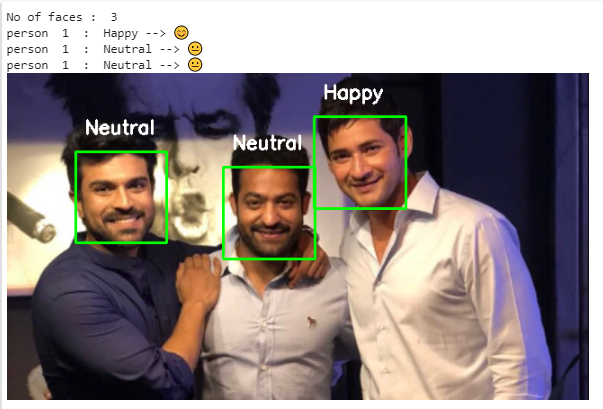 No of faces :  3
person  1  :  Happy --> 😊
person  1  :  Neutral --> 😐
person  1  :  Neutral --> 😐
Happy
Neutral
Neutral